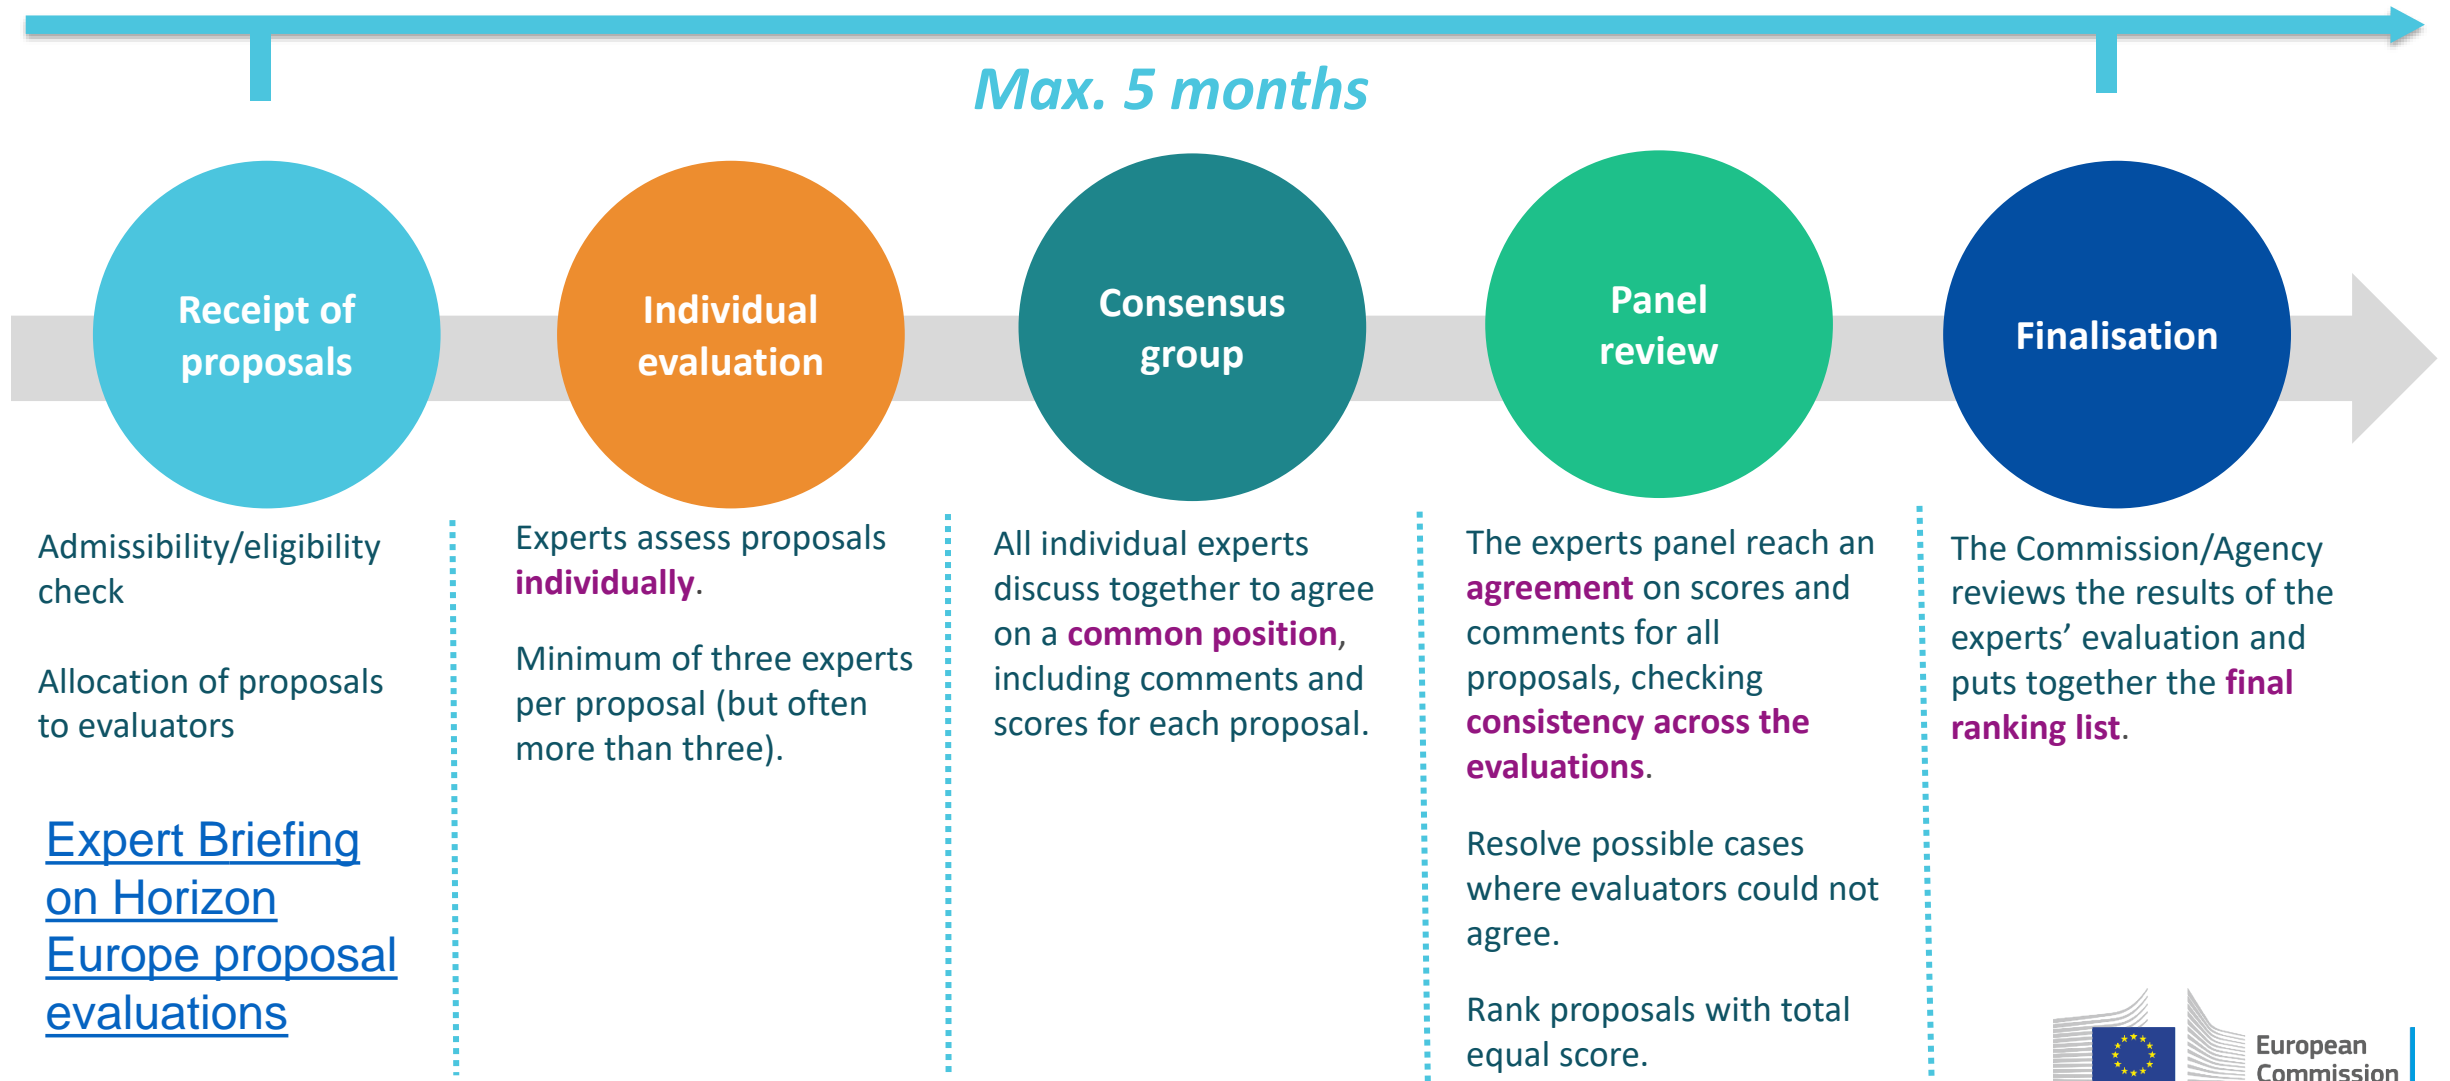 Max. 5 months
Receipt of
proposals
Individual
evaluation
Consensus
group
Panel
review
Finalisation
Admissibility/eligibility
check
Allocation of proposals
to evaluators
Expert Briefing
on Horizon
Europe proposal
evaluations
Experts assess proposals
individually.
Minimum of three experts
per proposal (but often
more than three).
All individual experts
discuss together to agree
on a common position,
including comments and
scores for each proposal.
The experts panel reach an
agreement on scores and
comments for all
proposals, checking
consistency across the
evaluations.
Resolve possible cases
where evaluators could not
agree.
Rank proposals with total
equal score.
The Commission/Agency
reviews the results of the
experts’ evaluation and
puts together the final
ranking list.
European
Commission